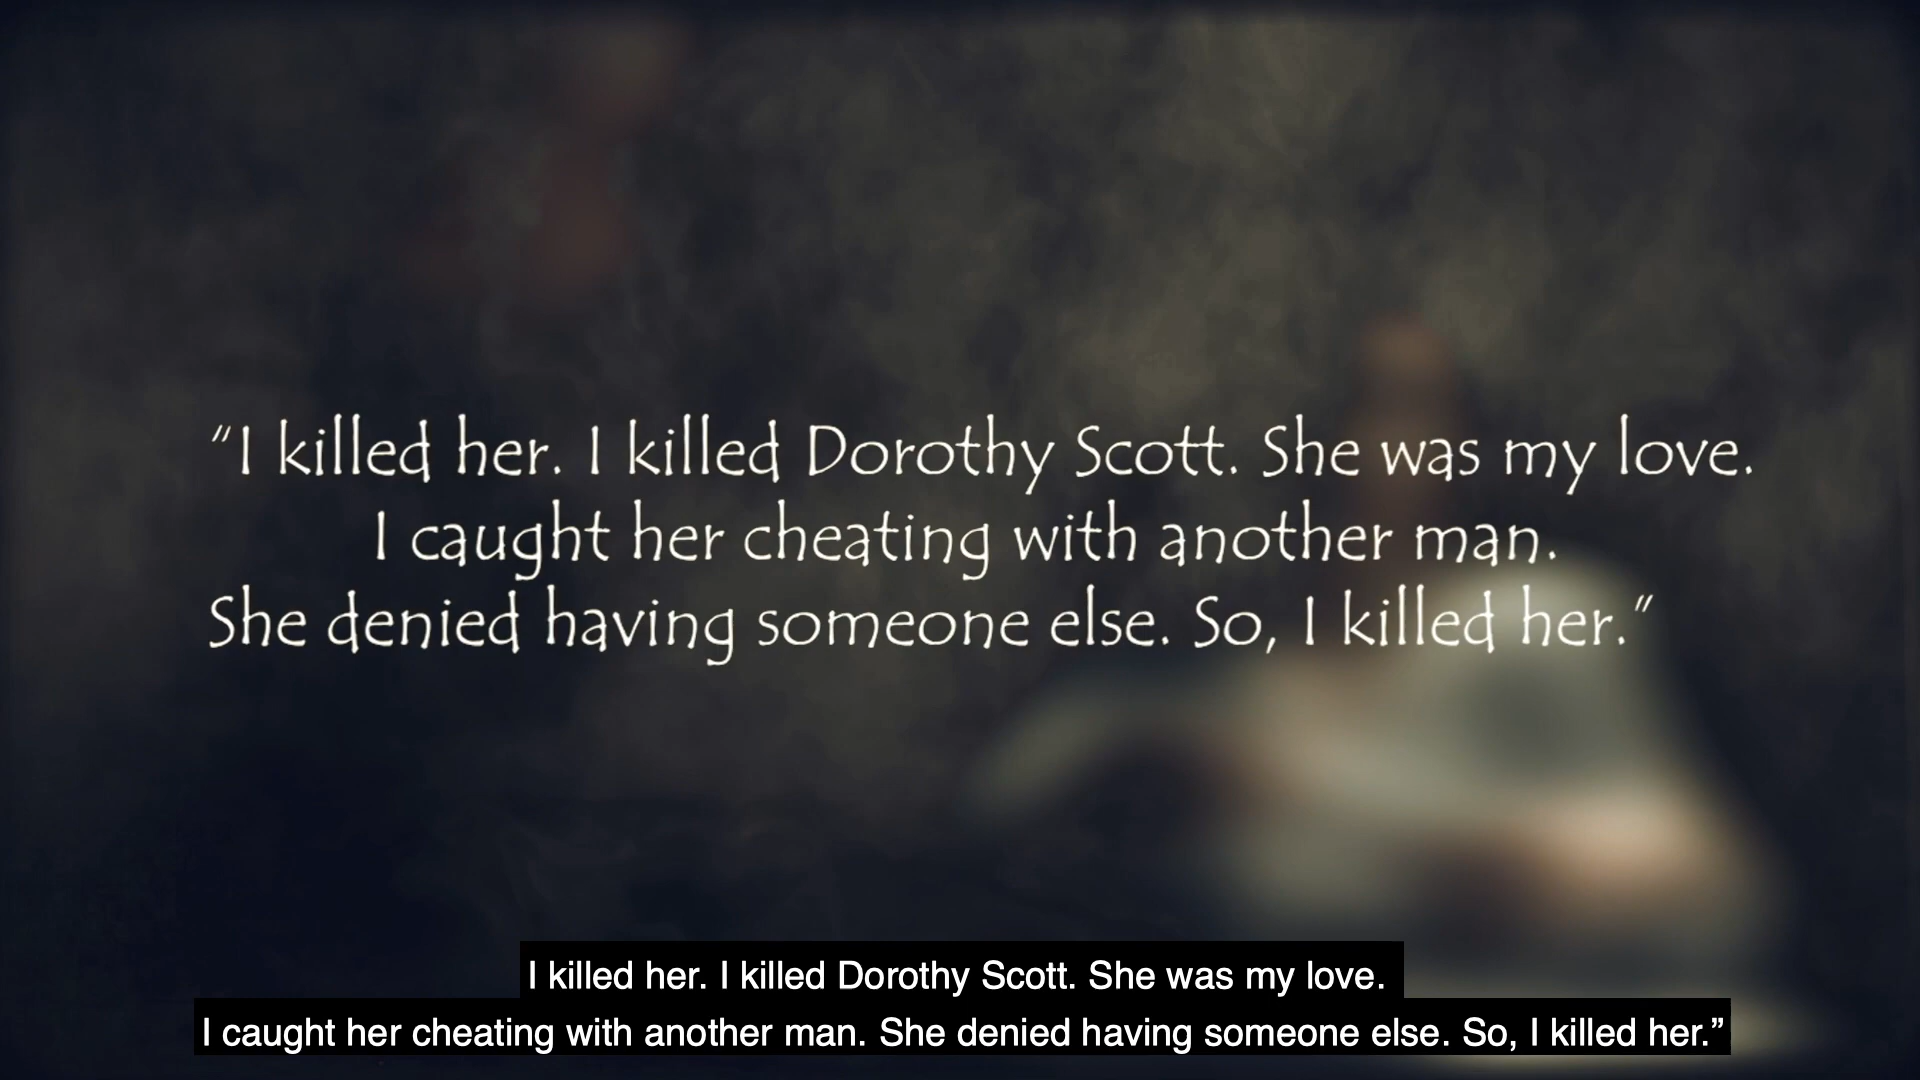 “I killed her. I killed Dorothy Scott. She was my love.
I caught her cheating with another man.
She denied having someone else. So, I killed her.”
I killed her. I killed Dorothy Scott. She was my love.
I caught her cheating with another man. She denied having someone else. So, I killed her.”